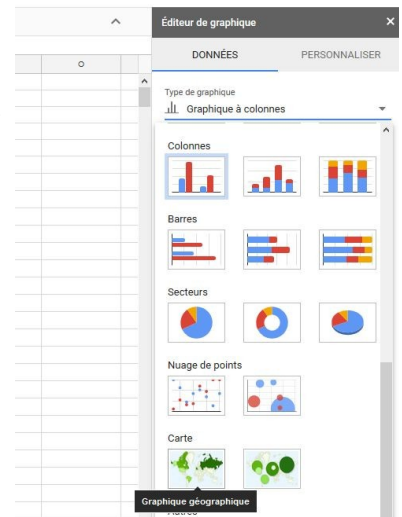 Éditeur de graphique
DONNÉES
PERSONNALISER
O
Type de graphique
Graphique à colonnes
Colonnes
Barres
Secteurs
Nuage de points
Carte
Graphique géographique
Autres